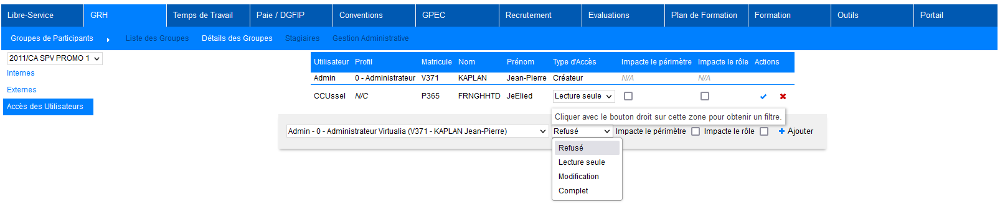 Libre-Service GRH Temps de Travail Paie / DGFIP Conventions GPEC Recrutement Evaluations Plan de Formation Formation Outils Portail
Groupes de Participants Liste des Groupes Détails des Groupes Stagiaires Gestion Administrative
2011/CA SPV PROMO 1
Internes
Externes
Accès des Utilisateurs
Utilisateur Profil Matricule Nom Prénom Type d'Accès Impacte le périmètre Impacte le rôle Actions
Admin 0 - Administrateur V371 KAPLAN Jean-Pierre Créateur N/A N/A
CCUssel N/C P365 FRNGHHTD JeElied Lecture seule
Cliquer avec le bouton droit sur cette zone pour obtenir un filtre.
Admin - 0 - Administrateur Virtualia (V371 - KAPLAN Jean-Pierre) Refusé Impacte le périmètre Impacte le rôle Ajouter
Refusé
Lecture seule
Modification
Complet